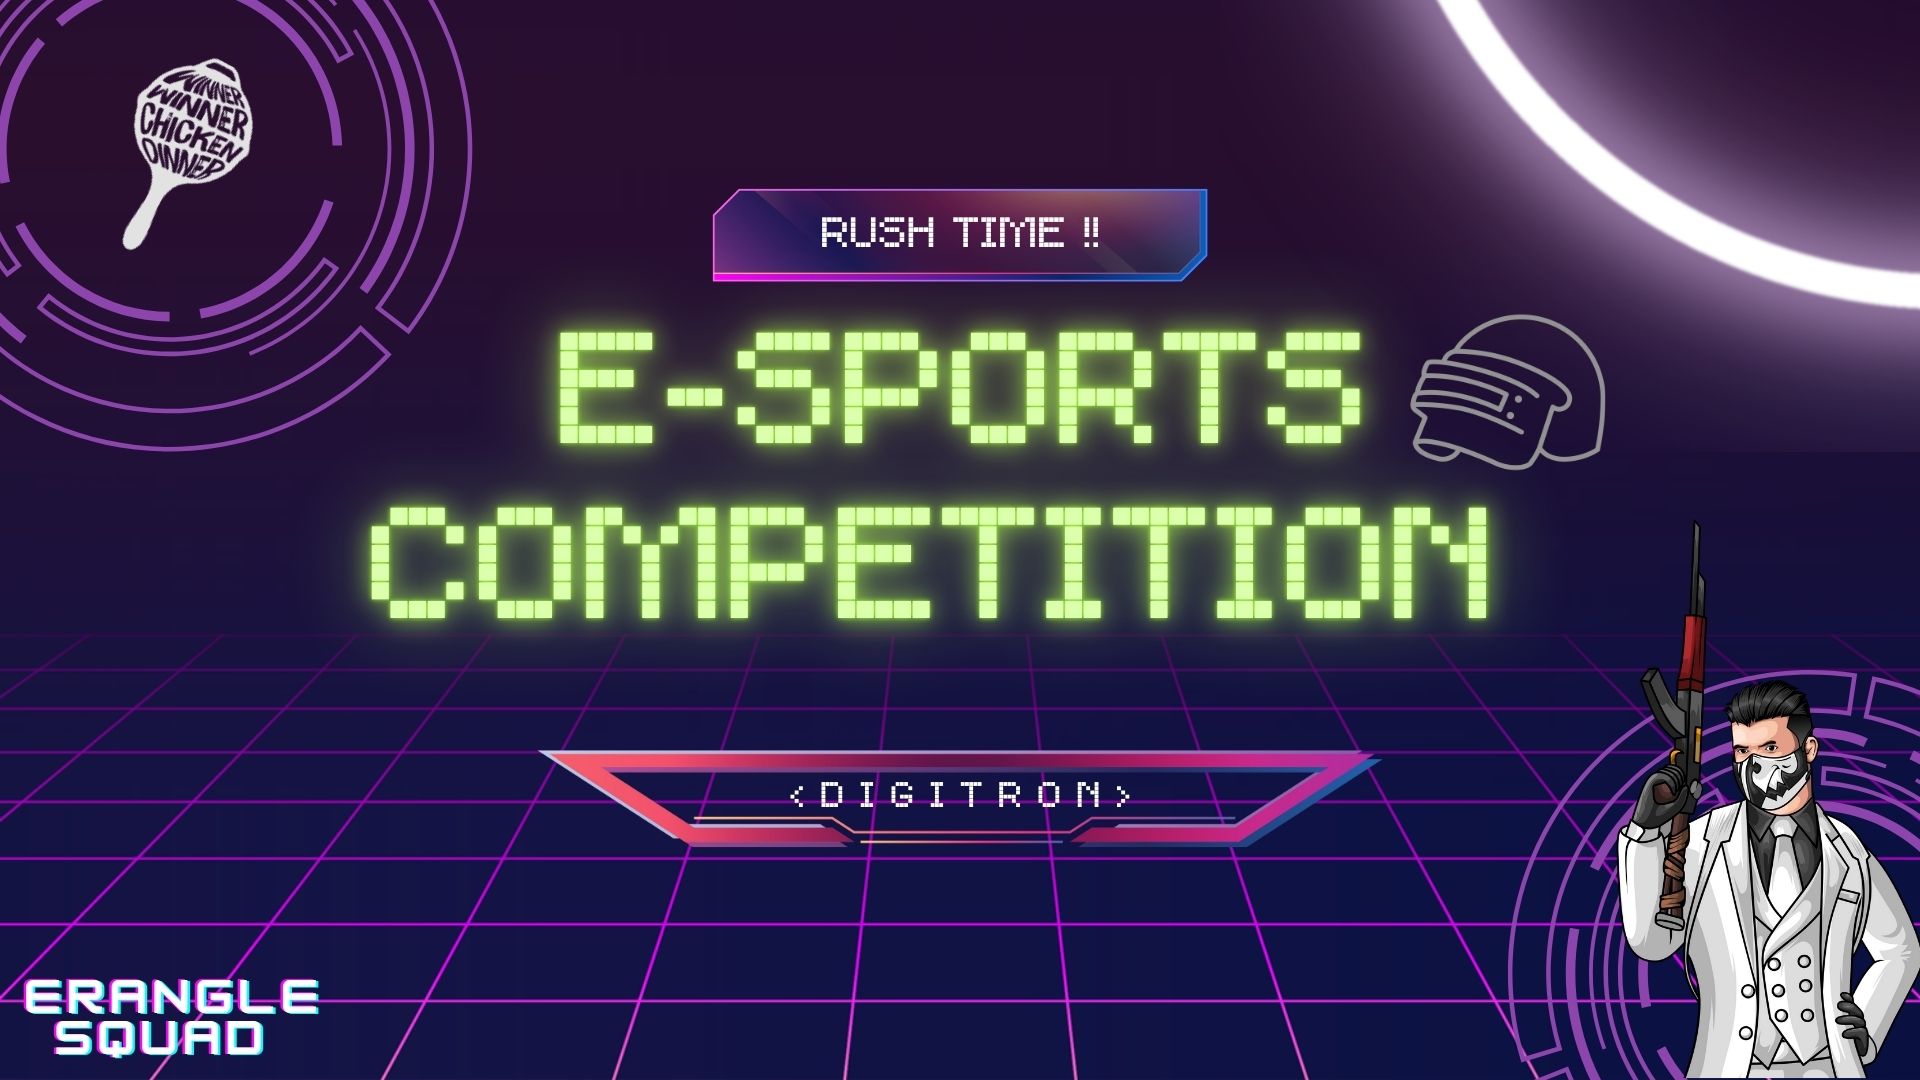 WINNER
WINNER
CHICKEN
DINNER
RUSH TIME !!
E-SPORTS
COMPETITION
<DIGITRON>
ERANGLE
SQUAD